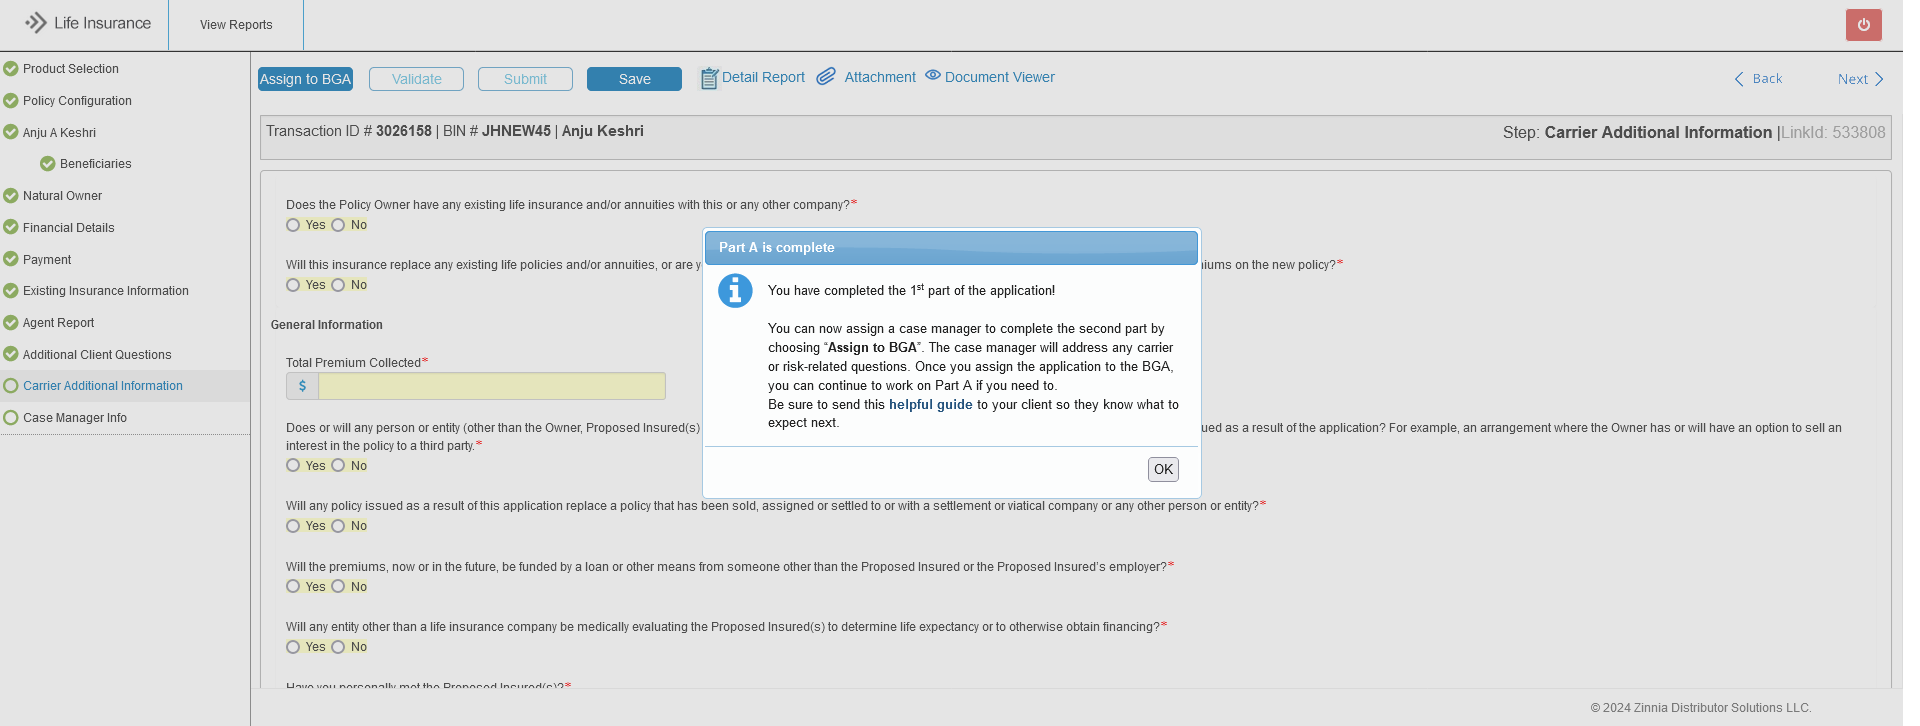 Life Insurance
View Reports
Product Selection
Policy Configuration
Anju A Keshri
Beneficiaries
Natural Owner
Financial Details
Payment
Existing Insurance Information
Agent Report
Additional Client Questions
Carrier Additional Information
Case Manager Info
Assign to BGA
Validate
Submit
Save
Detail Report
Attachment
Document Viewer
Back
Next
Transaction ID # 3026158 | BIN # JHNEW45 | Anju Keshri
Step: Carrier Additional Information |LinkId: 533808
Does the Policy Owner have any existing life insurance and/or annuities with this or any other company?*
Yes No
Will this insurance replace any existing life policies and/or annuities, or are y
iums on the new policy?*
Yes No
General Information
Total Premium Collected*
$
Does or will any person or entity (other than the Owner, Proposed Insured(s)
ued as a result of the application? For example, an arrangement where the Owner has or will have an option to sell an
interest in the policy to a third party.*
Yes No
Will any policy issued as a result of this application replace a policy that has been sold, assigned or settled to or with a settlement or viatical company or any other person or entity?*
Yes No
Will the premiums, now or in the future, be funded by a loan or other means from someone other than the Proposed Insured or the Proposed Insured's employer?*
Yes No
Will any entity other than a life insurance company be medically evaluating the Proposed Insured(s) to determine life expectancy or to otherwise obtain financing?*
Yes No
Have you personally met the Proposed Insured(s)?*
Part A is complete
You have completed the 1st part of the application!
You can now assign a case manager to complete the second part by
choosing “Assign to BGA”. The case manager will address any carrier
or risk-related questions. Once you assign the application to the BGA,
you can continue to work on Part A if you need to.
Be sure to send this helpful guide to your client so they know what to
expect next.
OK
© 2024 Zinnia Distributor Solutions LLC.